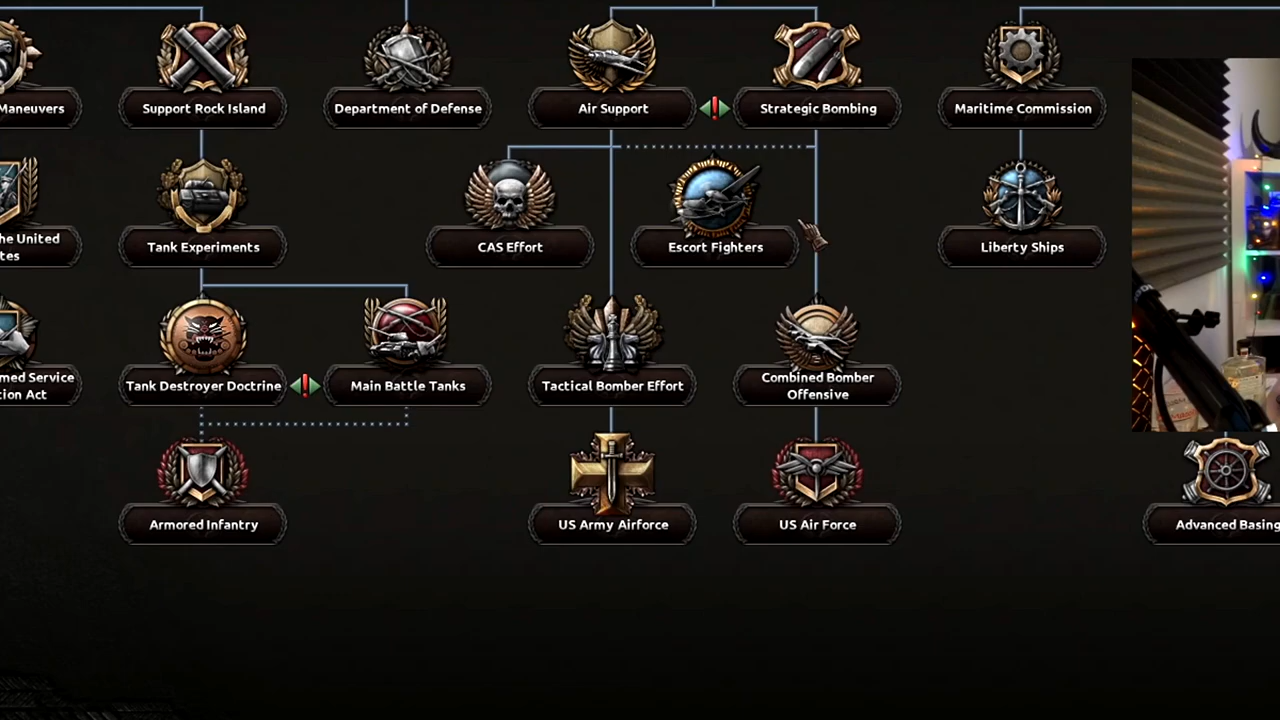 Maneuvers
Support Rock Island
Department of Defense
Air Support
Strategic Bombing
Maritime Commission
he United
tes
Tank Experiments
CAS Effort
Escort Fighters
Liberty Ships
med Service
tion Act
Tank Destroyer Doctrine
Main Battle Tanks
Tactical Bomber Effort
Combined Bomber
Offensive
Armored Infantry
US Army Airforce
US Air Force
Advanced Basing